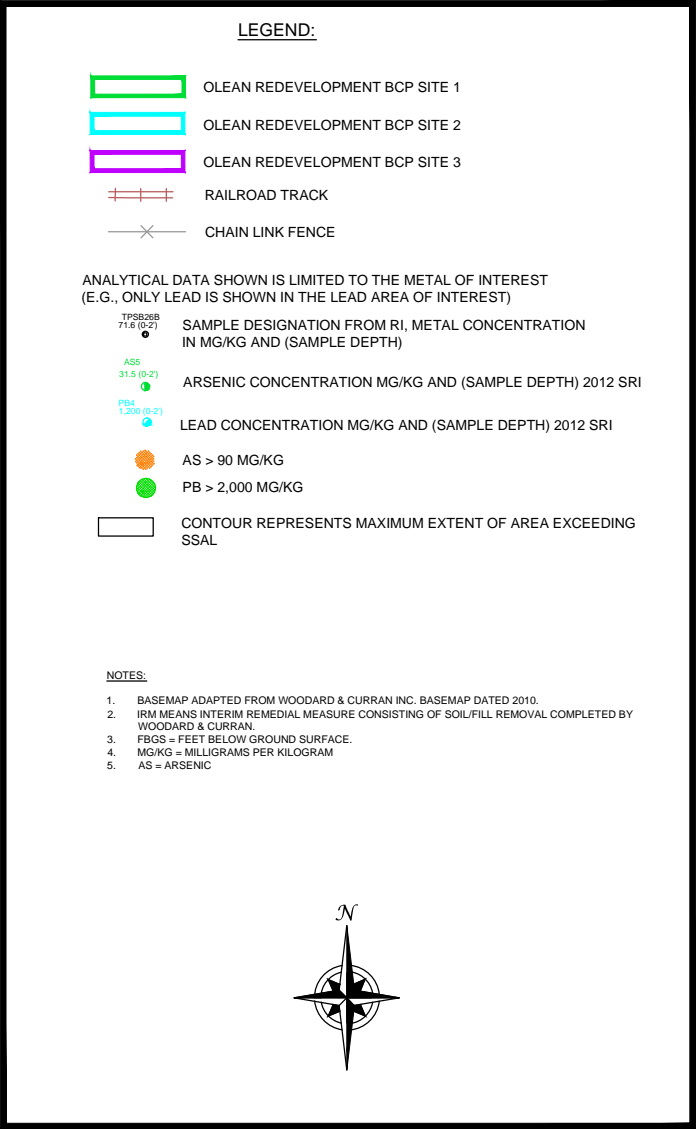 LEGEND:
OLEAN REDEVELOPMENT BCP SITE 1
OLEAN REDEVELOPMENT BCP SITE 2
OLEAN REDEVELOPMENT BCP SITE 3
RAILROAD TRACK
CHAIN LINK FENCE
ANALYTICAL DATA SHOWN IS LIMITED TO THE METAL OF INTEREST
(E.G., ONLY LEAD IS SHOWN IN THE LEAD AREA OF INTEREST)
TPSB26B
71.6 (0-2')
SAMPLE DESIGNATION FROM RI, METAL CONCENTRATION
IN MG/KG AND (SAMPLE DEPTH)
AS5
31.5 (0-2')
ARSENIC CONCENTRATION MG/KG AND (SAMPLE DEPTH) 2012 SRI
PB4
1,200 (0-2')
LEAD CONCENTRATION MG/KG AND (SAMPLE DEPTH) 2012 SRI
AS > 90 MG/KG
PB > 2,000 MG/KG
CONTOUR REPRESENTS MAXIMUM EXTENT OF AREA EXCEEDING
SSAL
NOTES:
1. BASEMAP ADAPTED FROM WOODARD & CURRAN INC. BASEMAP DATED 2010.
2. IRM MEANS INTERIM REMEDIAL MEASURE CONSISTING OF SOIL/FILL REMOVAL COMPLETED BY
WOODARD & CURRAN.
3. FBGS = FEET BELOW GROUND SURFACE.
4. MG/KG = MILLIGRAMS PER KILOGRAM
5. AS = ARSENIC
N